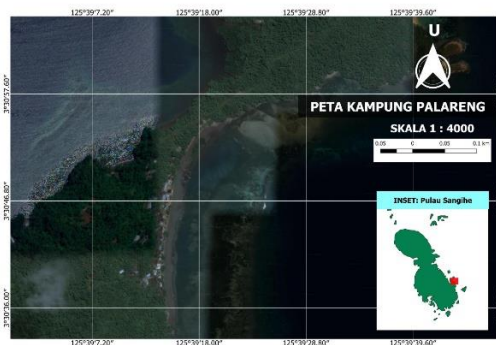 125°39'7.20" 125°39'18.00" 125°39'28.80" 125°39'39.60"
U
3°30'57.60"
PETA KAMPUNG PALARENG
SKALA 1 : 4000
0.05 0 0.05 0.1 km
3°30'46.80"
INSET: Pulau Sangihe
3°30'36.00"
125°39'7.20" 125°39'18.00" 125°39'28.80" 125°39'39.60"